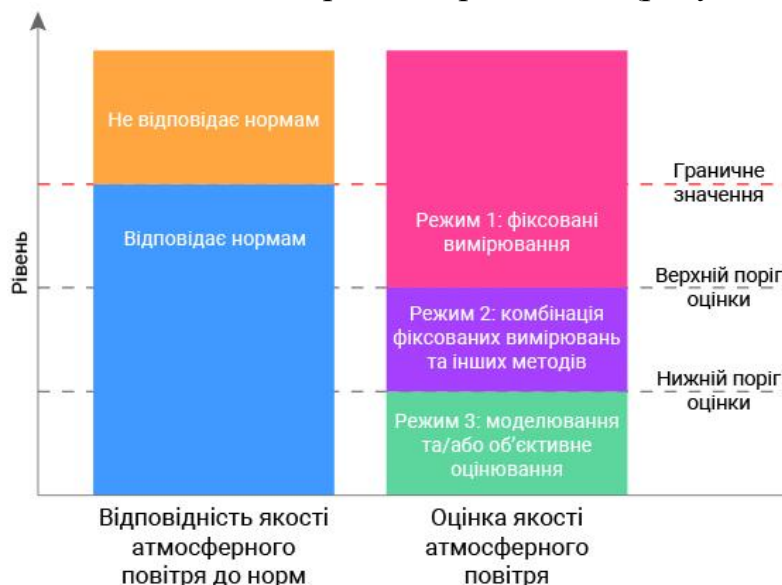 Не відповідає нормам
Відповідає нормам
Режим 1: фіксовані
вимірювання
Режим 2: комбінація
фіксованих вимірювань
та інших методів
Режим 3: моделювання
та/або об’єктивне
оцінювання
Граничне
значення
Верхній поріг
оцінки
Нижній поріг
оцінки
Рівень
Відповідність якості
атмосферного
повітря до норм
Оцінка якості
атмосферного
повітря